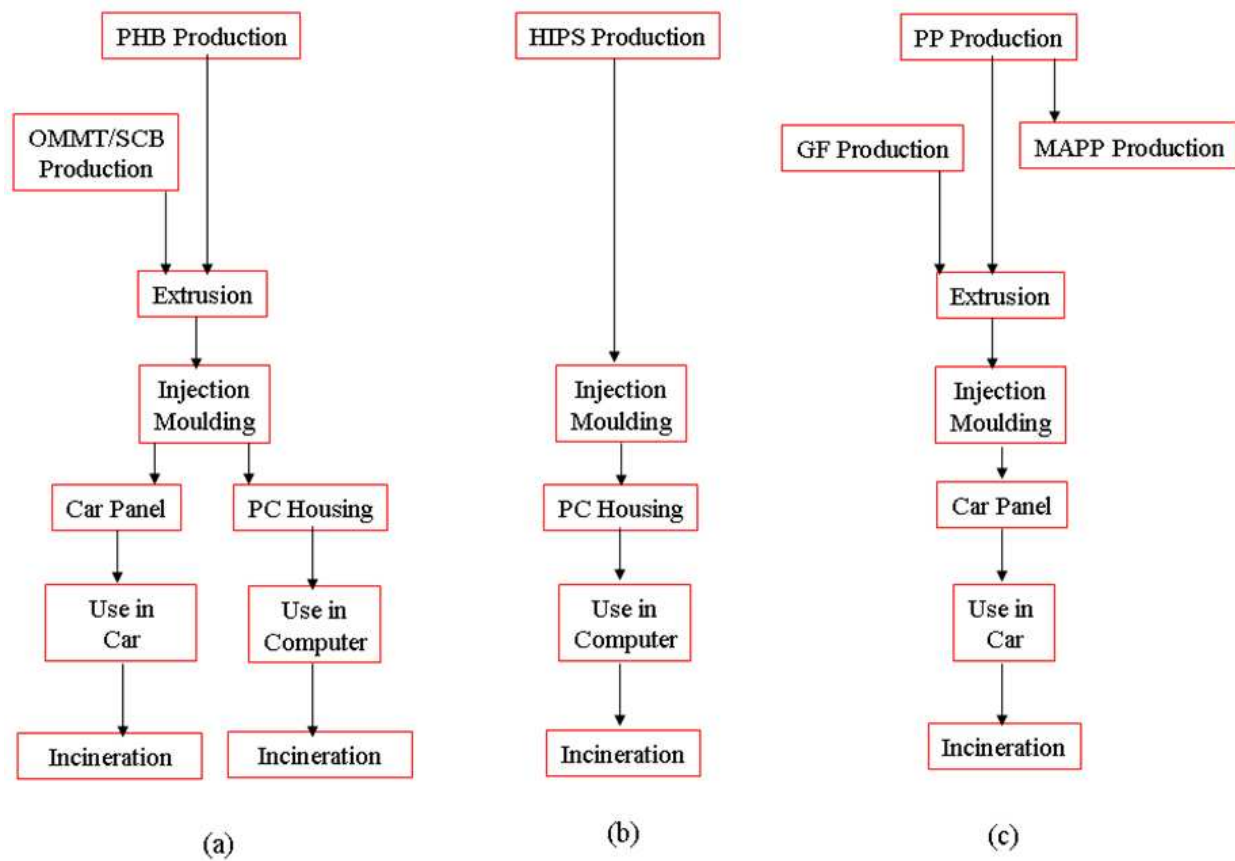 PHB Production
OMMT/SCB
Production
Extrusion
Injection
Moulding
Car Panel
PC Housing
Use in
Car
Use in
Computer
Incineration
Incineration
(a)
HIPS Production
Injection
Moulding
PC Housing
Use in
Computer
Incineration
(b)
PP Production
GF Production
MAPP Production
Extrusion
Injection
Moulding
Car Panel
Use in
Car
Incineration
(c)